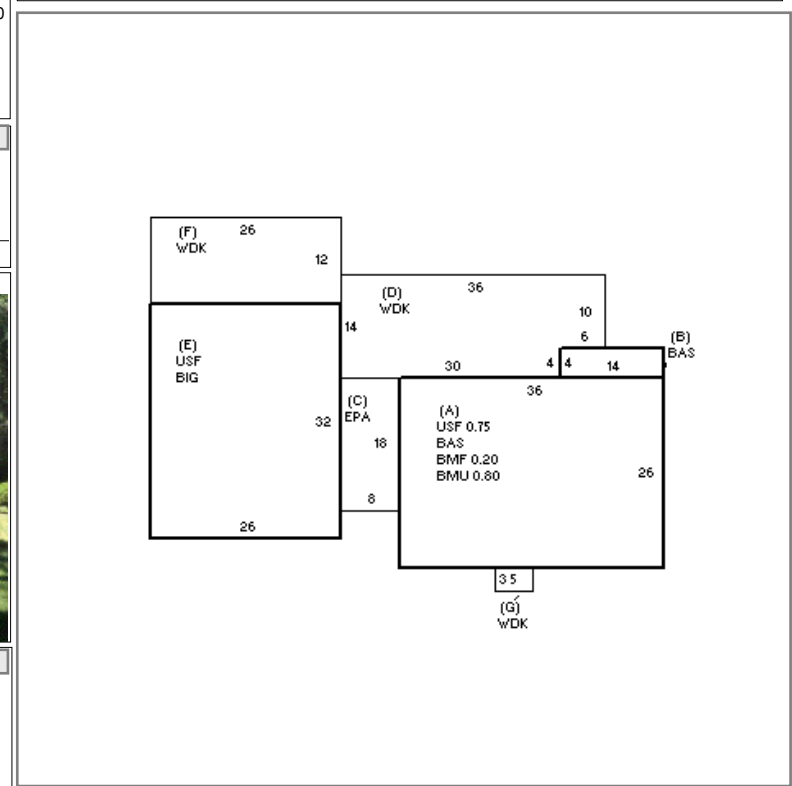 (F)
WDK
26
12
(D)
WDK
36
10
14
6
(B)
BAS
(E)
USF
BIG
30
4
4
14
36
(C)
EPA
32
18
8
(A)
USF 0.75
BAS
BMF 0.20
BMU 0.80
26
26
3 5
(G)
WDK